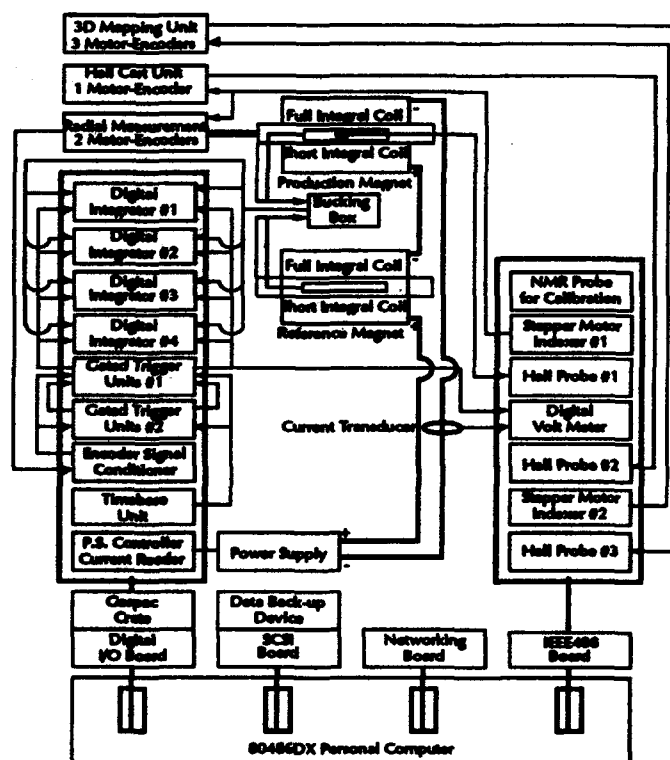 3D Mapping Unit
3 Motor-Encoders
Hall Cart Unit
1 Motor-Encoder
Radial Measurement
2 Motor-Encoders
Full Integral Coil
-
Short Integral Coil
Production Magnet
Bucking
Box
Full Integral Coil
-
Short Integral Coil
Reference Magnet
Digital
Integrator #1
Digital
Integrator #2
Digital
Integrator #3
Digital
Integrator #4
Gated Trigger
Units #1
Gated Trigger
Units #2
Encoder Signal
Conditioner
Timebase
Unit
P.S. Controller
Current Reader
Current Transducer
+
Power Supply
-
NMR Probe
for Calibration
Stepper Motor
Indexer #1
Hall Probe #1
Digital
Volt Meter
Hall Probe #2
Stepper Motor
Indexer #2
Hall Probe #3
Gespac
Crate
Digital
I/O Board
Data Back-up
Device
SCSI
Board
Networking
Board
IEEE486
Board
80486DX Personal Computer